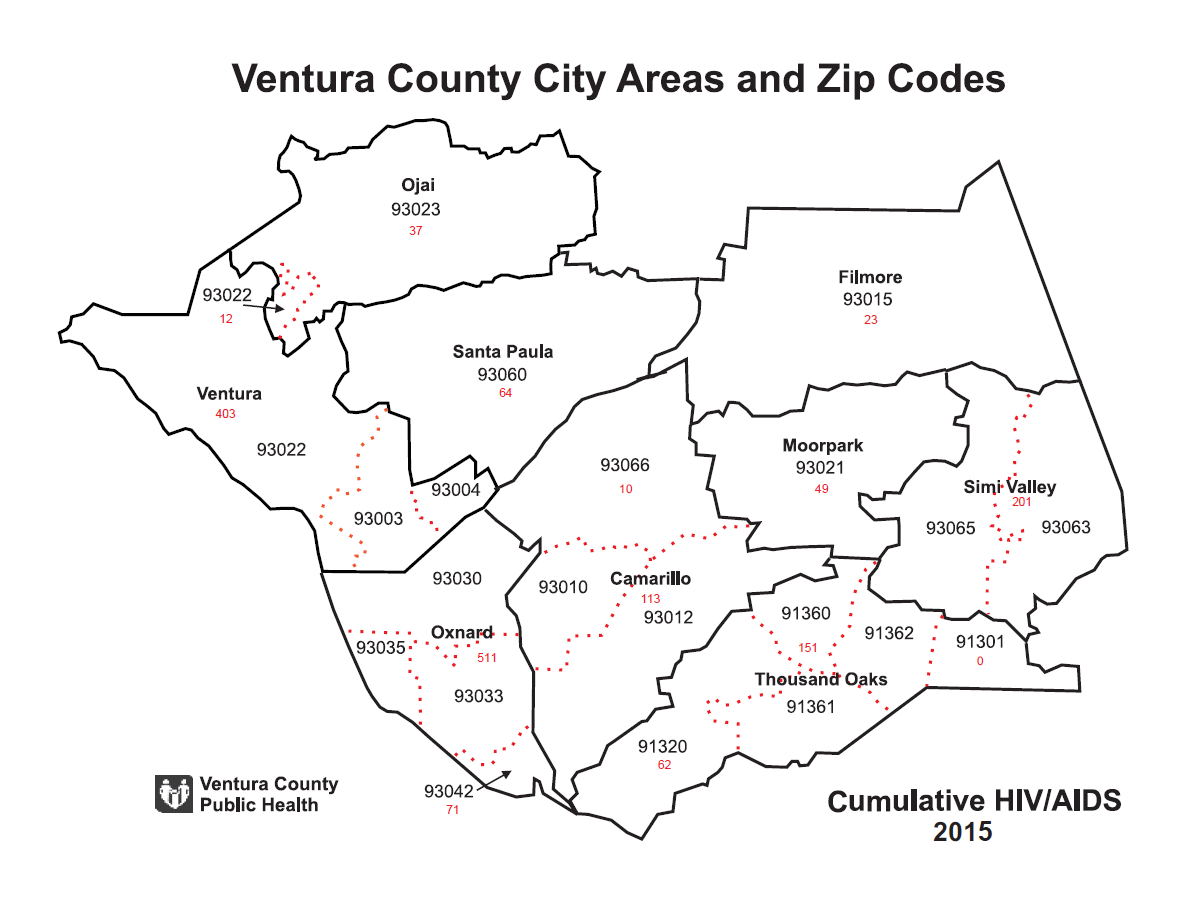 Ventura County City Areas and Zip Codes
Ojai
93023
37
93022
12
Filmore
93015
23
Santa Paula
93060
64
Ventura
403
93022
Moorpark
93021
49
93066
10
93004
93003
Simi Valley
201
93065
93063
93030
93010
Camarillo
113
93012
91360
151
91362
91301
0
Oxnard
511
93035
93033
Thousand Oaks
91361
91320
62
93042
71
Ventura County
Public Health
Cumulative HIV/AIDS
2015